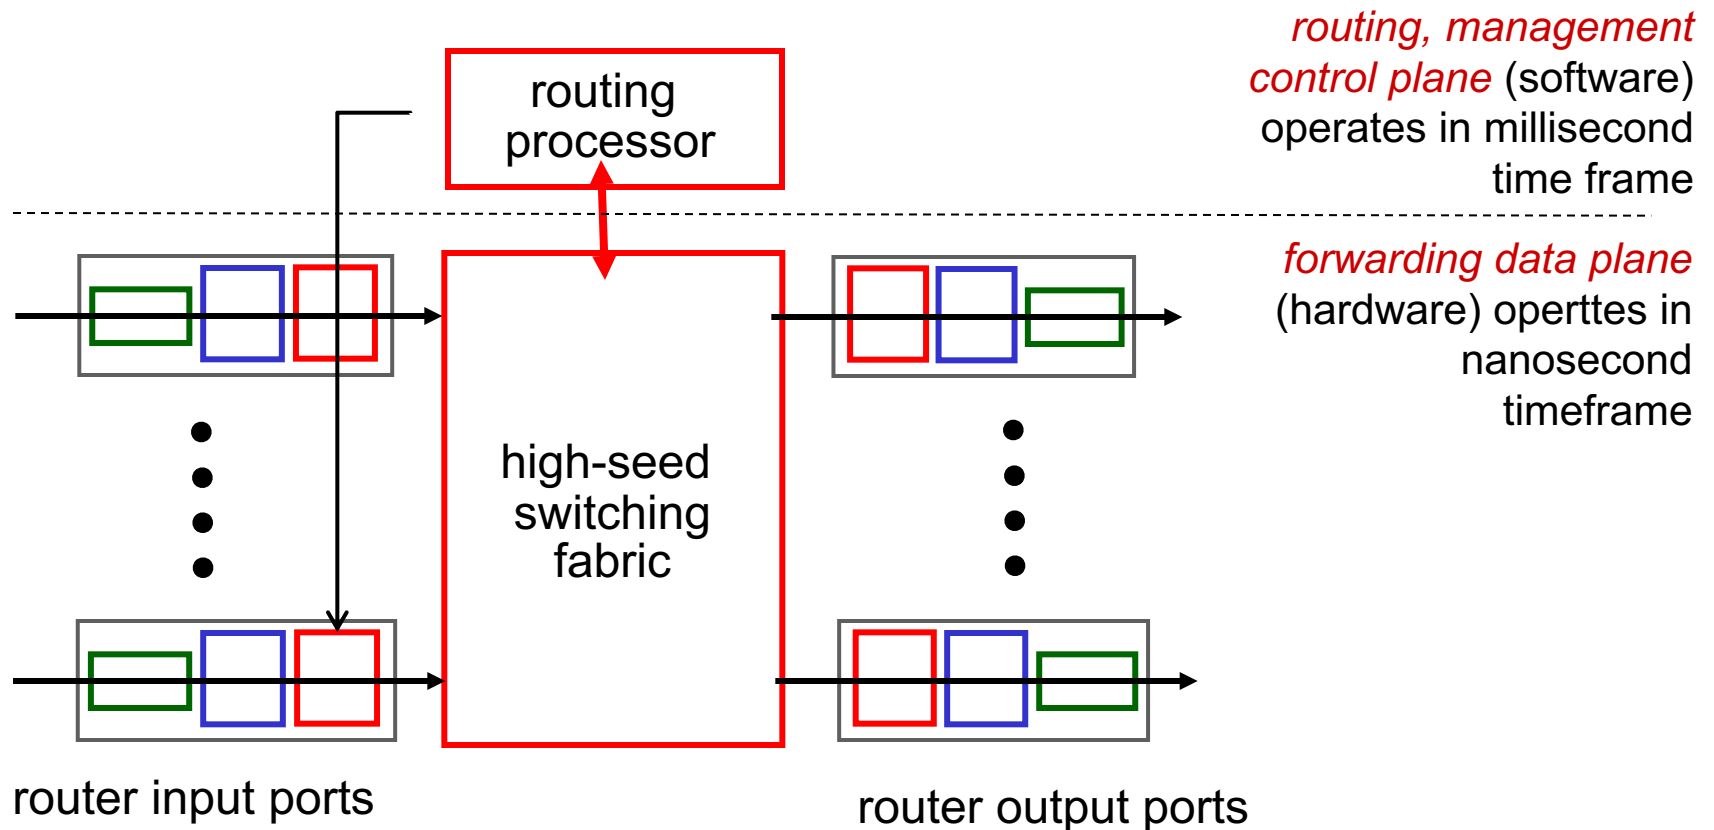 routing, management
control plane (software)
operates in millisecond
time frame
routing
processor
forwarding data plane
(hardware) operttes in
nanosecond
timeframe
high-seed
switching
fabric
router input ports
router output ports